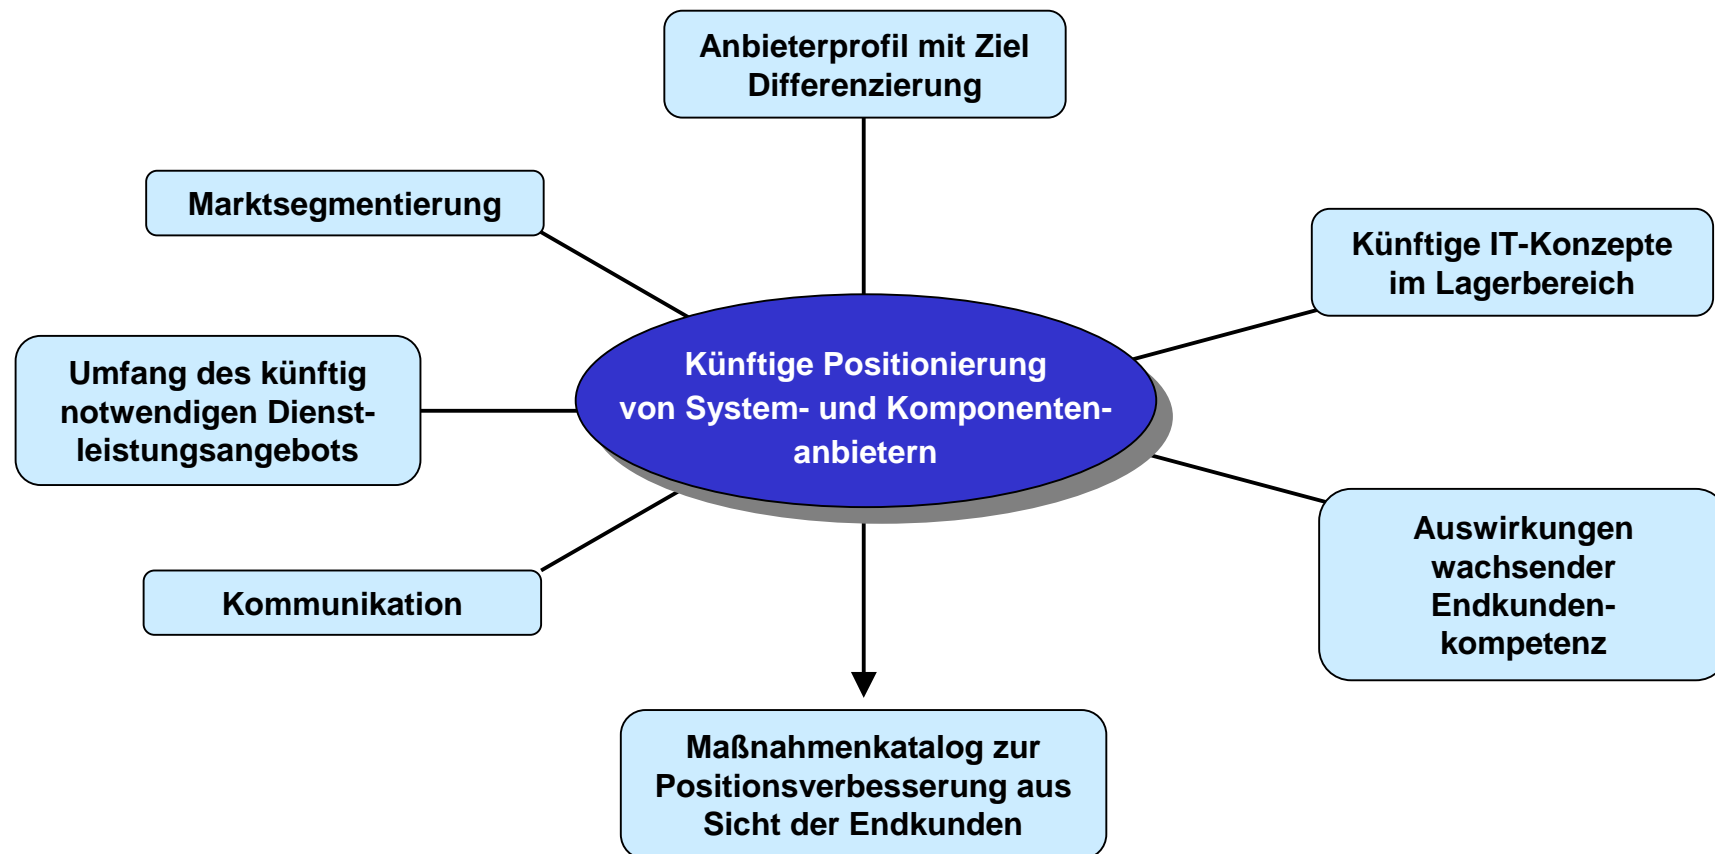 Anbieterprofil mit Ziel
Differenzierung
Marktsegmentierung
Künftige IT-Konzepte
im Lagerbereich
Umfang des künftig
notwendigen Dienst-
leistungsangebots
Künftige Positionierung
von System- und Komponenten-
anbietern
Auswirkungen
wachsender
Endkunden-
kompetenz
Kommunikation
Maßnahmenkatalog zur
Positionsverbesserung aus
Sicht der Endkunden